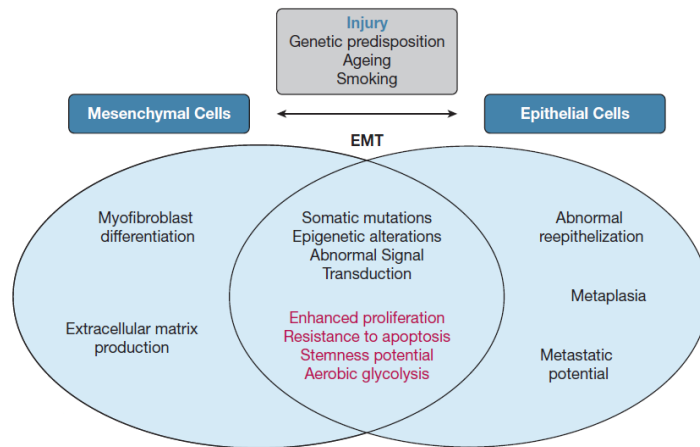 Injury
Genetic predisposition
Ageing
Smoking
Mesenchymal Cells
Epithelial Cells
EMT
Myofibroblast
differentiation
Extracellular matrix
production
Somatic mutations
Epigenetic alterations
Abnormal Signal
Transduction
Enhanced proliferation
Resistance to apoptosis
Stemness potential
Aerobic glycolysis
Abnormal
reepithelization
Metaplasia
Metastatic
potential